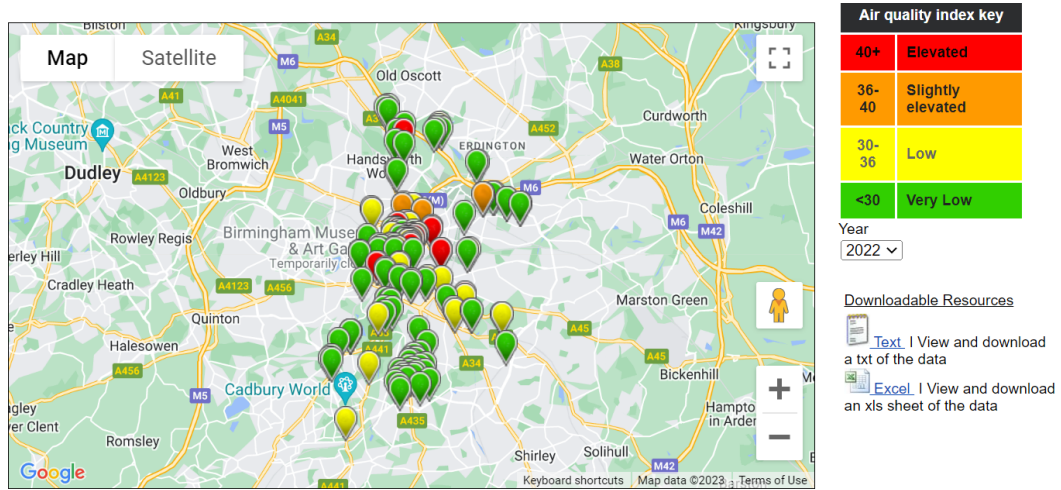 Bilston
Kingsbury
Map
Satellite
A34
M6
A38
Old Oscott
A41
A4041
Curdworth
M5
A452
ack Country
ng Museum
ERDINGTON
West
Bromwich
Handsworth
Water Orton
Dudley
A4123
M6
Oldbury
Coleshill
M6
M42
Rowley Regis
Birmingham Muse
& Art Ga
Temporarily cl
erley Hill
Cradley Heath
A4123
A456
Marston Green
Quinton
A45
Halesowen
A441
A34
A45
A456
Bickenhill
M5
Cadbury World
Hampto
in Arden
agley
ver Clent
A435
Romsley
Shirley
Solihull
M42
Google
A441
Keyboard shortcuts
Map data ©2023
Terms of Use
Air quality index key
40+
Elevated
36-
40
Slightly
elevated
30-
36
Low
<30
Very Low
Year
2022
Downloadable Resources
Text | View and download
a txt of the data
Excel | View and download
an xls sheet of the data